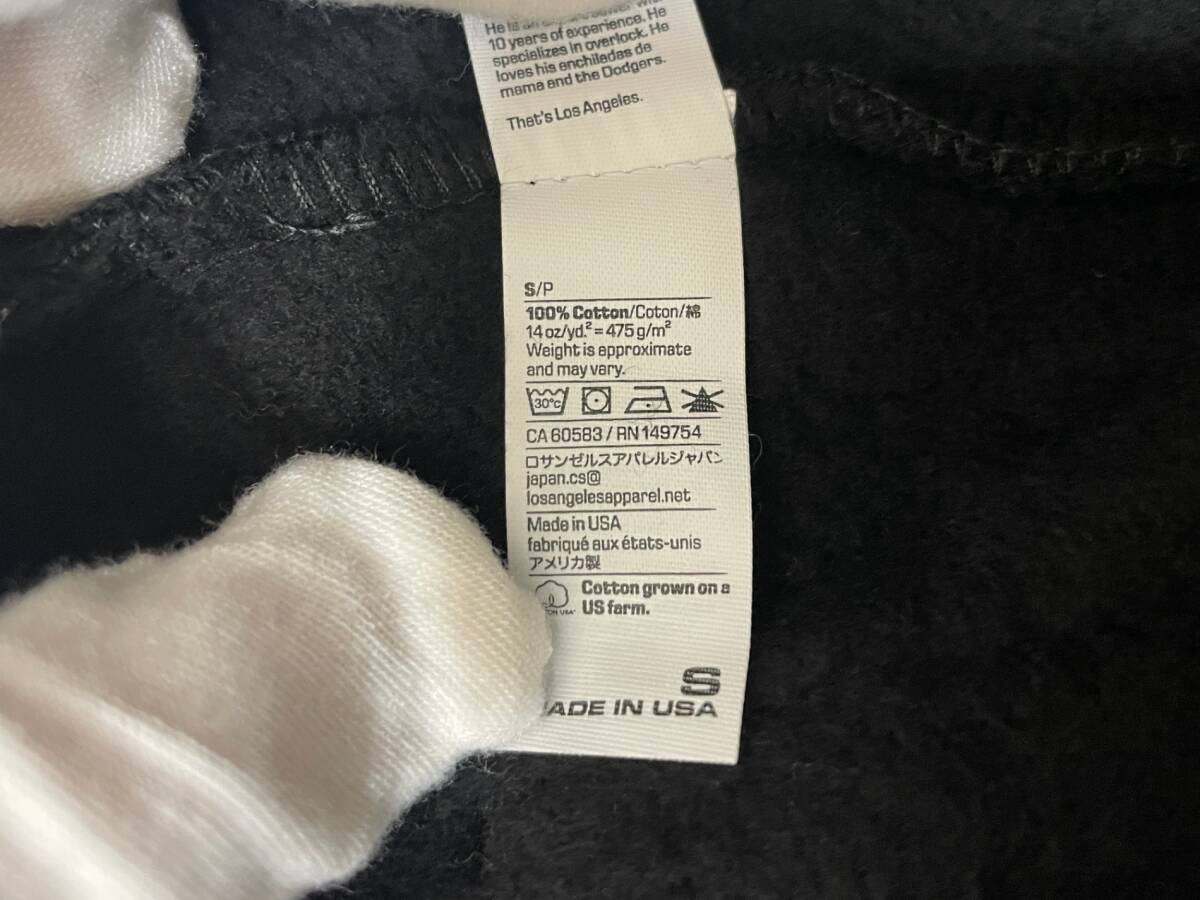 He is an
10 years of experience. He
specializes in overlock. He
loves his enchiladas de
mama and the Dodgers.
That's Los Angeles.
S/P
100% Cotton/Coton/綿
14 oz/yd.² = 475 g/m²
Weight is approximate
and may vary.
30°c
CA 60583 / RN 149754
ロサンゼルスアパレルジャパン
japan.cs@
losangelesapparel.net
Made in USA
fabriqué aux états-unis
アメリカ製
Cotton grown on a
US farm.
USA
S
ADE IN USA